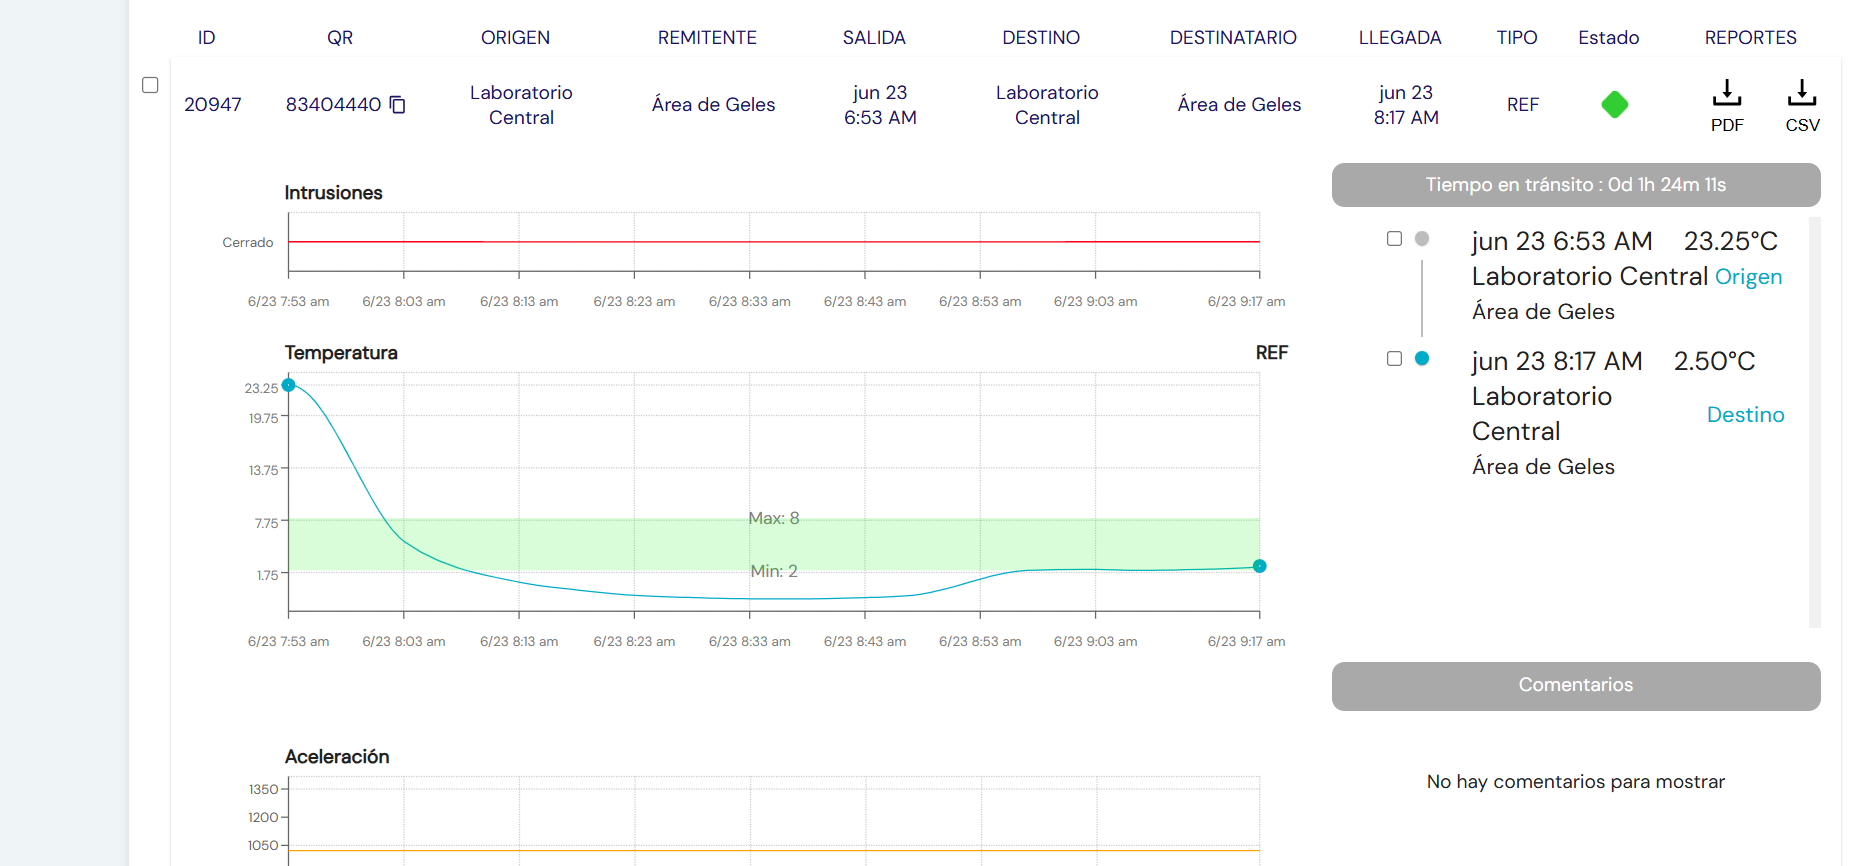 ID QR ORIGEN REMITENTE SALIDA DESTINO DESTINATARIO LLEGADA TIPO Estado REPORTES
20947 83404440 Laboratorio Central Área de Geles jun 23 6:53 AM Laboratorio Central Área de Geles jun 23 8:17 AM REF PDF CSV
Intrusiones
Cerrado
6/23 7:53 am 6/23 8:03 am 6/23 8:13 am 6/23 8:23 am 6/23 8:33 am 6/23 8:43 am 6/23 8:53 am 6/23 9:03 am 6/23 9:17 am
Temperatura REF
23.25
19.75
13.75
7.75
1.75
Max: 8
Min: 2
6/23 7:53 am 6/23 8:03 am 6/23 8:13 am 6/23 8:23 am 6/23 8:33 am 6/23 8:43 am 6/23 8:53 am 6/23 9:03 am 6/23 9:17 am
Aceleración
1350
1200
1050
Tiempo en tránsito : 0d 1h 24m 11s
jun 23 6:53 AM 23.25°C
Laboratorio Central Origen
Área de Geles
jun 23 8:17 AM 2.50°C
Laboratorio
Central
Destino
Área de Geles
Comentarios
No hay comentarios para mostrar